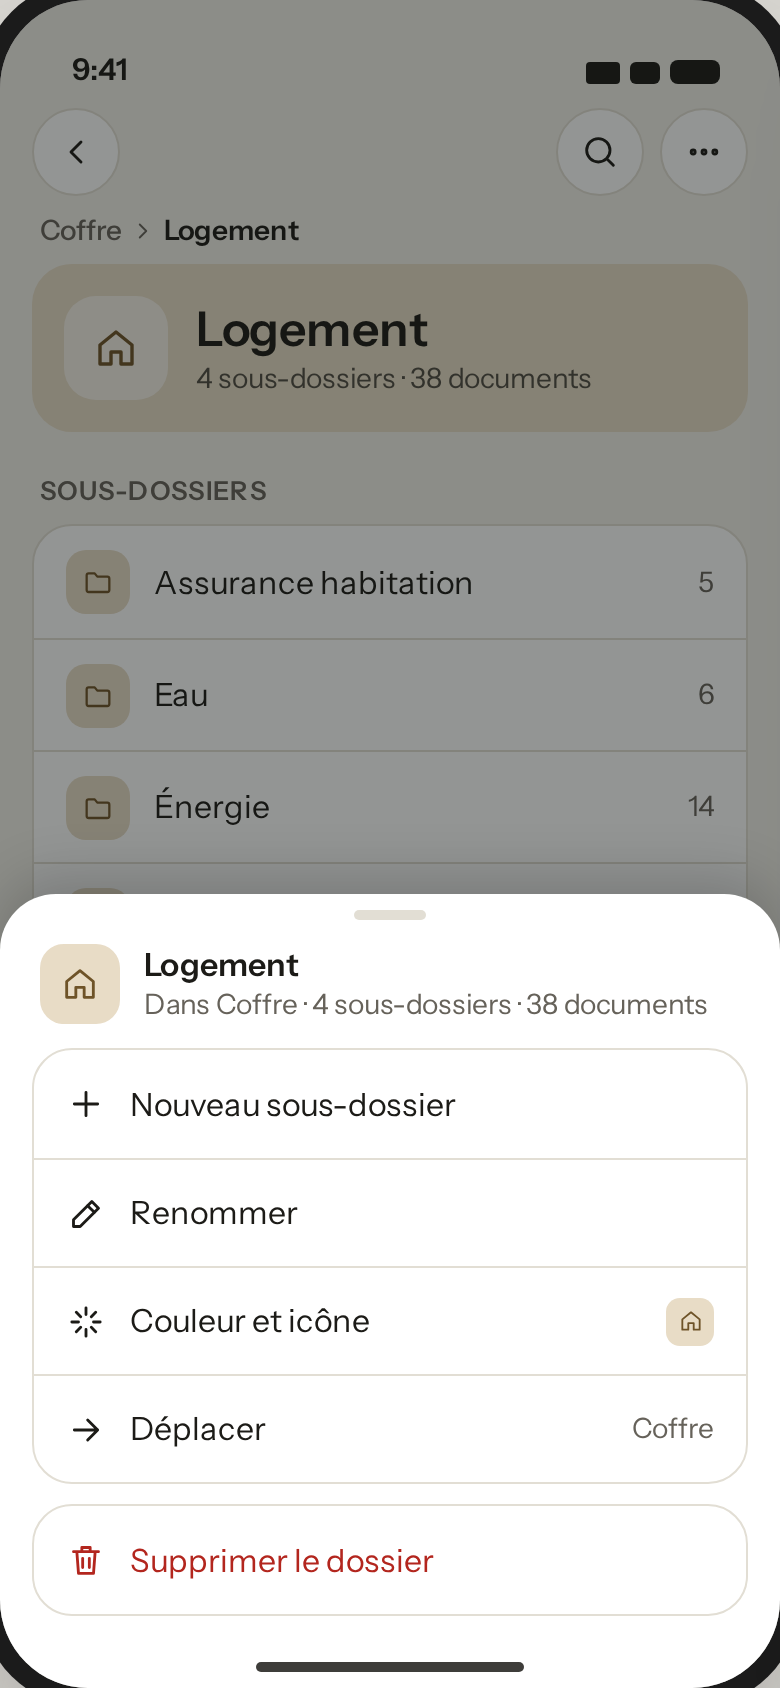 9:41
Coffre > Logement
Logement
4 sous-dossiers · 38 documents
SOUS-DOSSIERS
Assurance habitation 5
Eau 6
Énergie 14
Logement
Dans Coffre · 4 sous-dossiers · 38 documents
Nouveau sous-dossier
Renommer
Couleur et icône
Déplacer Coffre
Supprimer le dossier